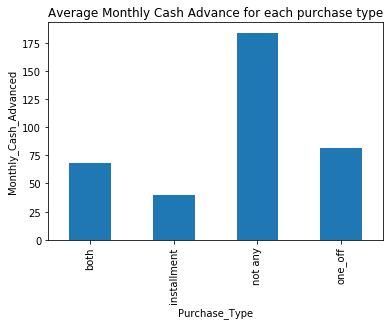 Average Monthly Cash Advance for each purchase type
Monthly_Cash_Advanced
175
150
125
100
75
50
25
0
both
installment
not any
one_off
Purchase_Type